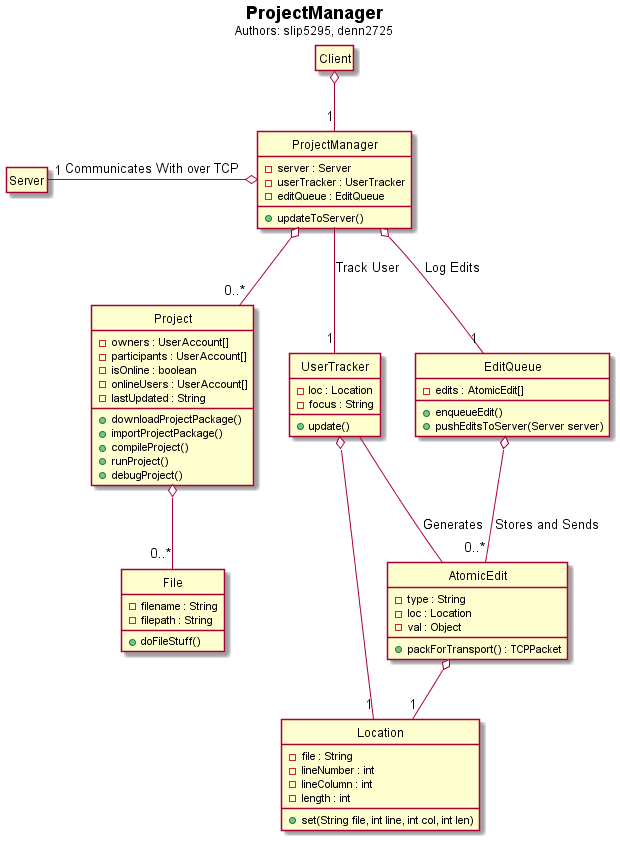 ProjectManager
Authors: slip5295, denn2725
Client
1
ProjectManager
server : Server
userTracker : UserTracker
editQueue : EditQueue
updateToServer()
Server
1 Communicates With over TCP
0..*
Track User
Log Edits
1
1
Project
owners : UserAccount[]
participants : UserAccount[]
isOnline : boolean
onlineUsers : UserAccount[]
lastUpdated : String
downloadProjectPackage()
importProjectPackage()
compileProject()
runProject()
debugProject()
UserTracker
loc : Location
focus : String
update()
EditQueue
edits : AtomicEdit[]
enqueueEdit()
pushEditsToServer(Server server)
Generates
Stores and Sends
0..*
0..*
File
filename : String
filepath : String
doFileStuff()
AtomicEdit
type : String
loc : Location
val : Object
packForTransport() : TCPPacket
1
1
Location
file : String
lineNumber : int
lineColumn : int
length : int
set(String file, int line, int col, int len)